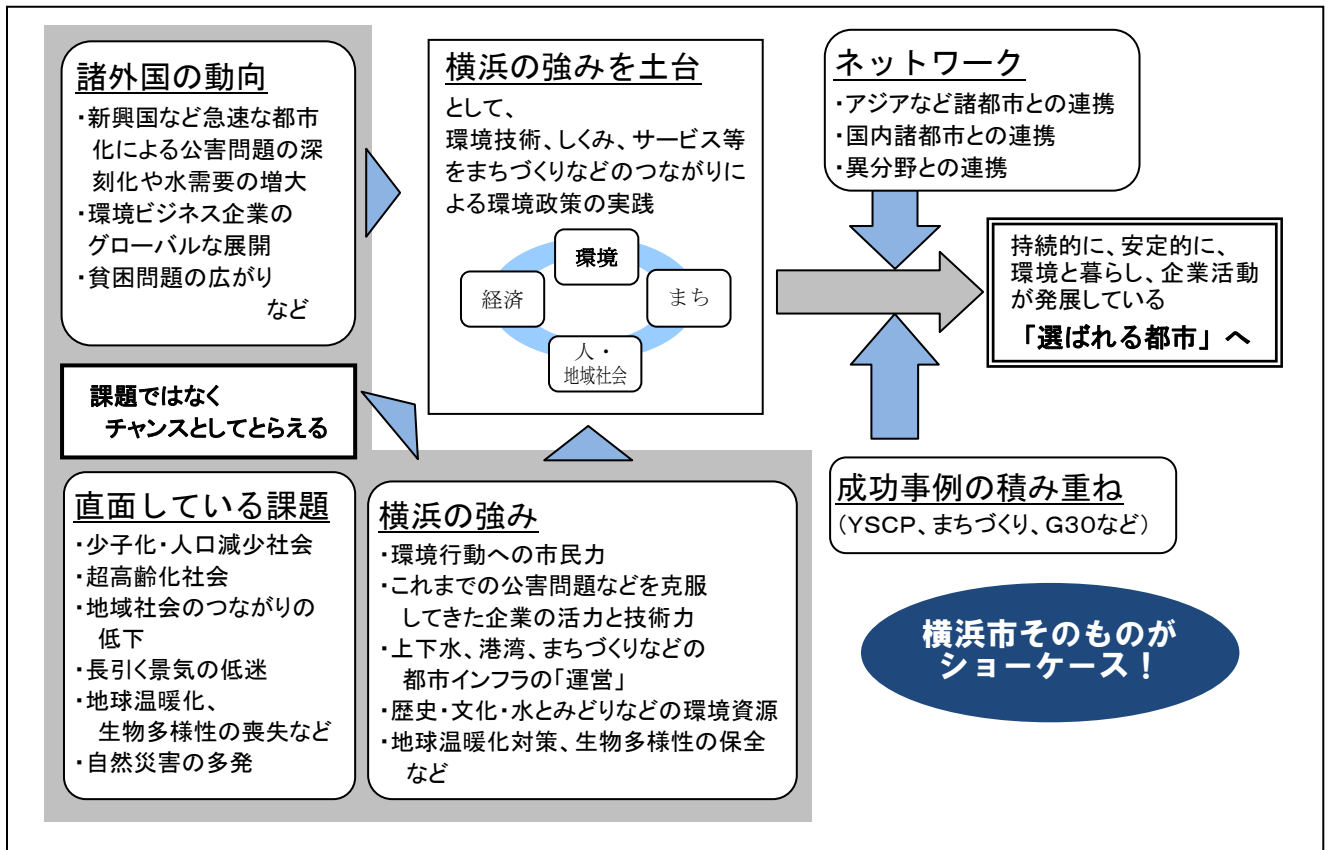 諸外国の動向
・新興国など急速な都市
化による公害問題の深
刻化や水需要の増大
・環境ビジネス企業の
グローバルな展開
・貧困問題の広がり
など
課題ではなく
チャンスとしてとらえる
直面している課題
・少子化・人口減少社会
・超高齢化社会
・地域社会のつながりの
低下
・長引く景気の低迷
・地球温暖化、
生物多様性の喪失など
・自然災害の多発
横浜の強み
・環境行動への市民力
・これまでの公害問題などを克服
してきた企業の活力と技術力
・上下水、港湾、まちづくりなどの
都市インフラの「運営」
・歴史・文化・水とみどりなどの環境資源
・地球温暖化対策、生物多様性の保全
など
横浜の強みを土台
として、
環境技術、しくみ、サービス等
をまちづくりなどのつながりに
よる環境政策の実践
環境
経済
まち
人・
地域社会
ネットワーク
・アジアなど諸都市との連携
・国内諸都市との連携
・異分野との連携
持続的に、安定的に、
環境と暮らし、企業活動
が発展している
「選ばれる都市」へ
成功事例の積み重ね
（YSCP、まちづくり、G30など）
横浜市そのものが
ショーケース！